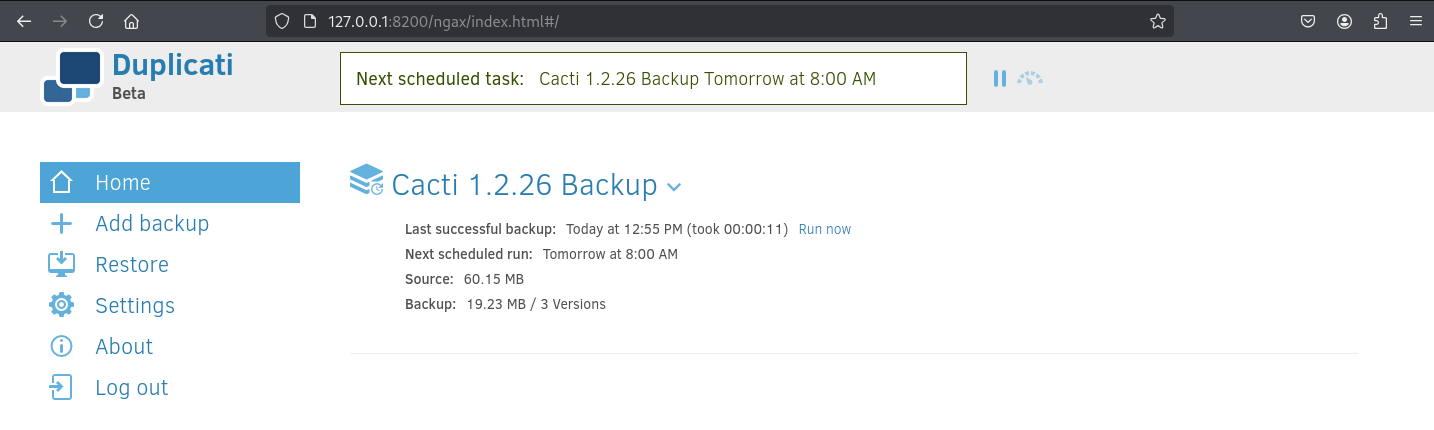 127.0.0.1:8200/ngax/index.html#/
Duplicati
Beta
Next scheduled task: Cacti 1.2.26 Backup Tomorrow at 8:00 AM
Home
Add backup
Restore
Settings
About
Log out
Cacti 1.2.26 Backup
Last successful backup: Today at 12:55 PM (took 00:00:11) Run now
Next scheduled run: Tomorrow at 8:00 AM
Source: 60.15 MB
Backup: 19.23 MB / 3 Versions